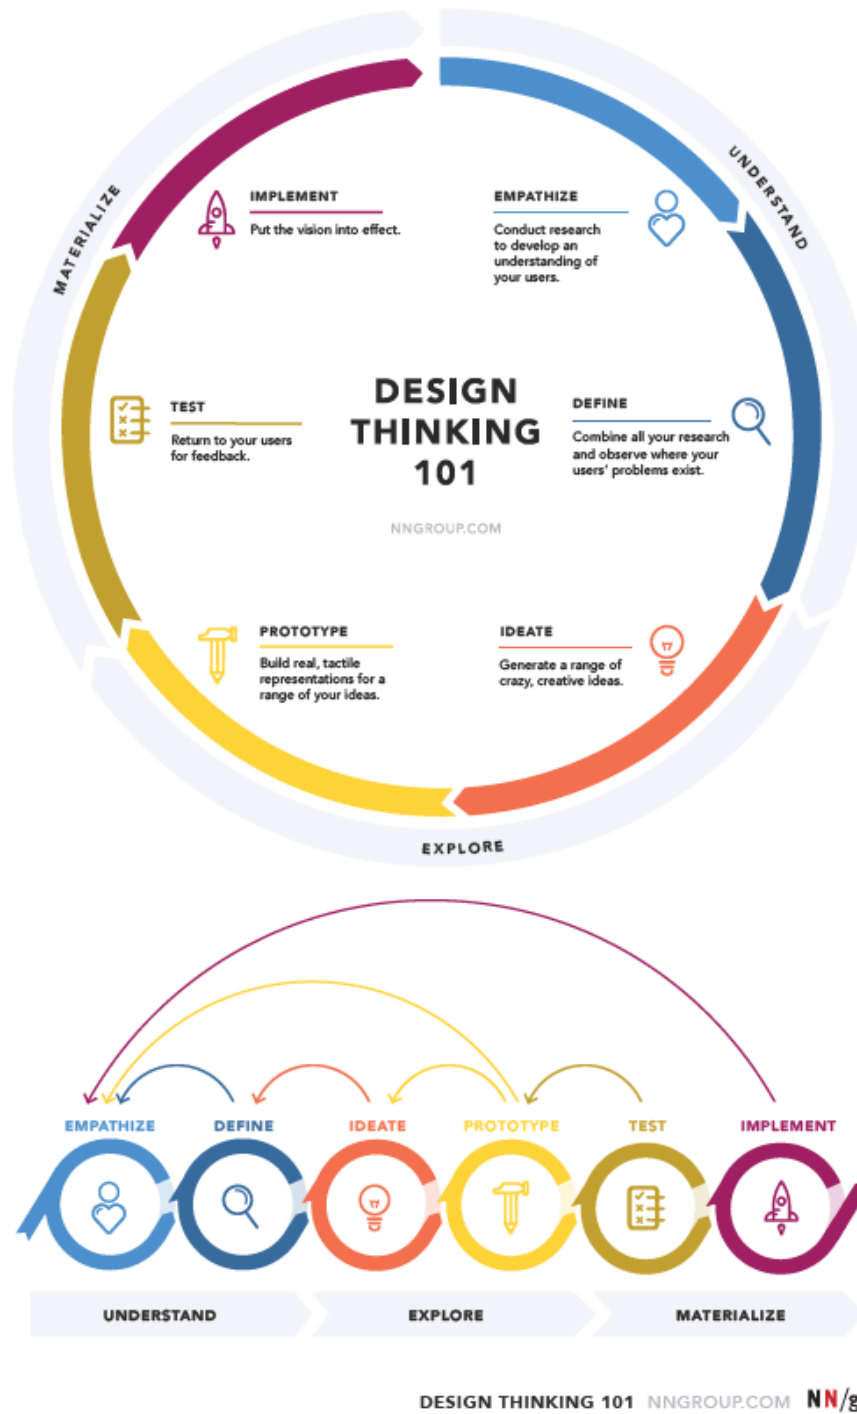 MATERIALIZE
UNDERSTAND
IMPLEMENT
Put the vision into effect.
EMPATHIZE
Conduct research
to develop an
understanding of
your users.
TEST
Return to your users
for feedback.
DESIGN
THINKING
101
NNGROUP.COM
DEFINE
Combine all your research
and observe where your
users' problems exist.
PROTOTYPE
Build real, tactile
representations for a
range of your ideas.
IDEATE
Generate a range of
crazy, creative ideas.
EXPLORE
EMPATHIZE DEFINE IDEATE PROTOTYPE TEST IMPLEMENT
UNDERSTAND EXPLORE MATERIALIZE
DESIGN THINKING 101 NNGROUP.COM NN/g